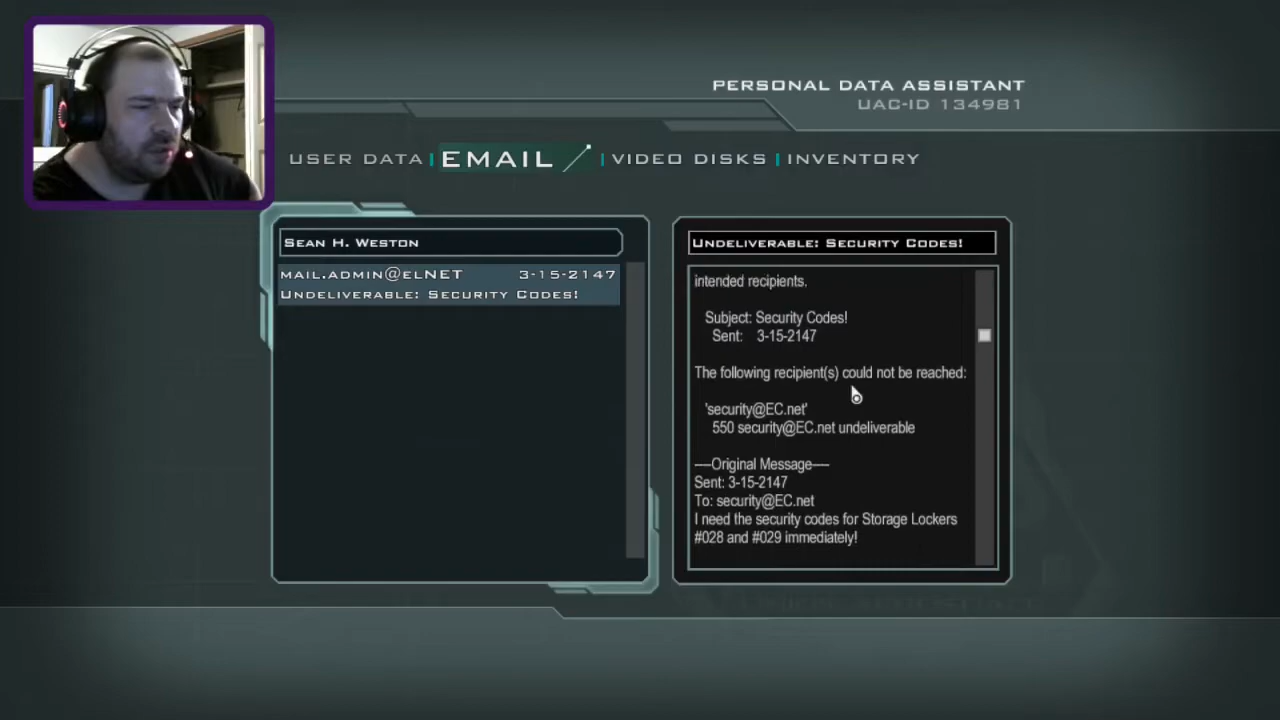 PERSONAL DATA ASSISTANT
UAC-ID 134981
USER DATA EMAIL VIDEO DISKS INVENTORY
SEAN H. WESTON
MAIL.ADMIN@ELNET 3-15-2147
UNDELIVERABLE: SECURITY CODES!
UNDELIVERABLE: SECURITY CODES!
intended recipients.
Subject: Security Codes!
Sent: 3-15-2147
The following recipient(s) could not be reached:
'security@EC.net'
550 security@EC.net undeliverable
----Original Message----
Sent: 3-15-2147
To: security@EC.net
I need the security codes for Storage Lockers
#028 and #029 immediately!